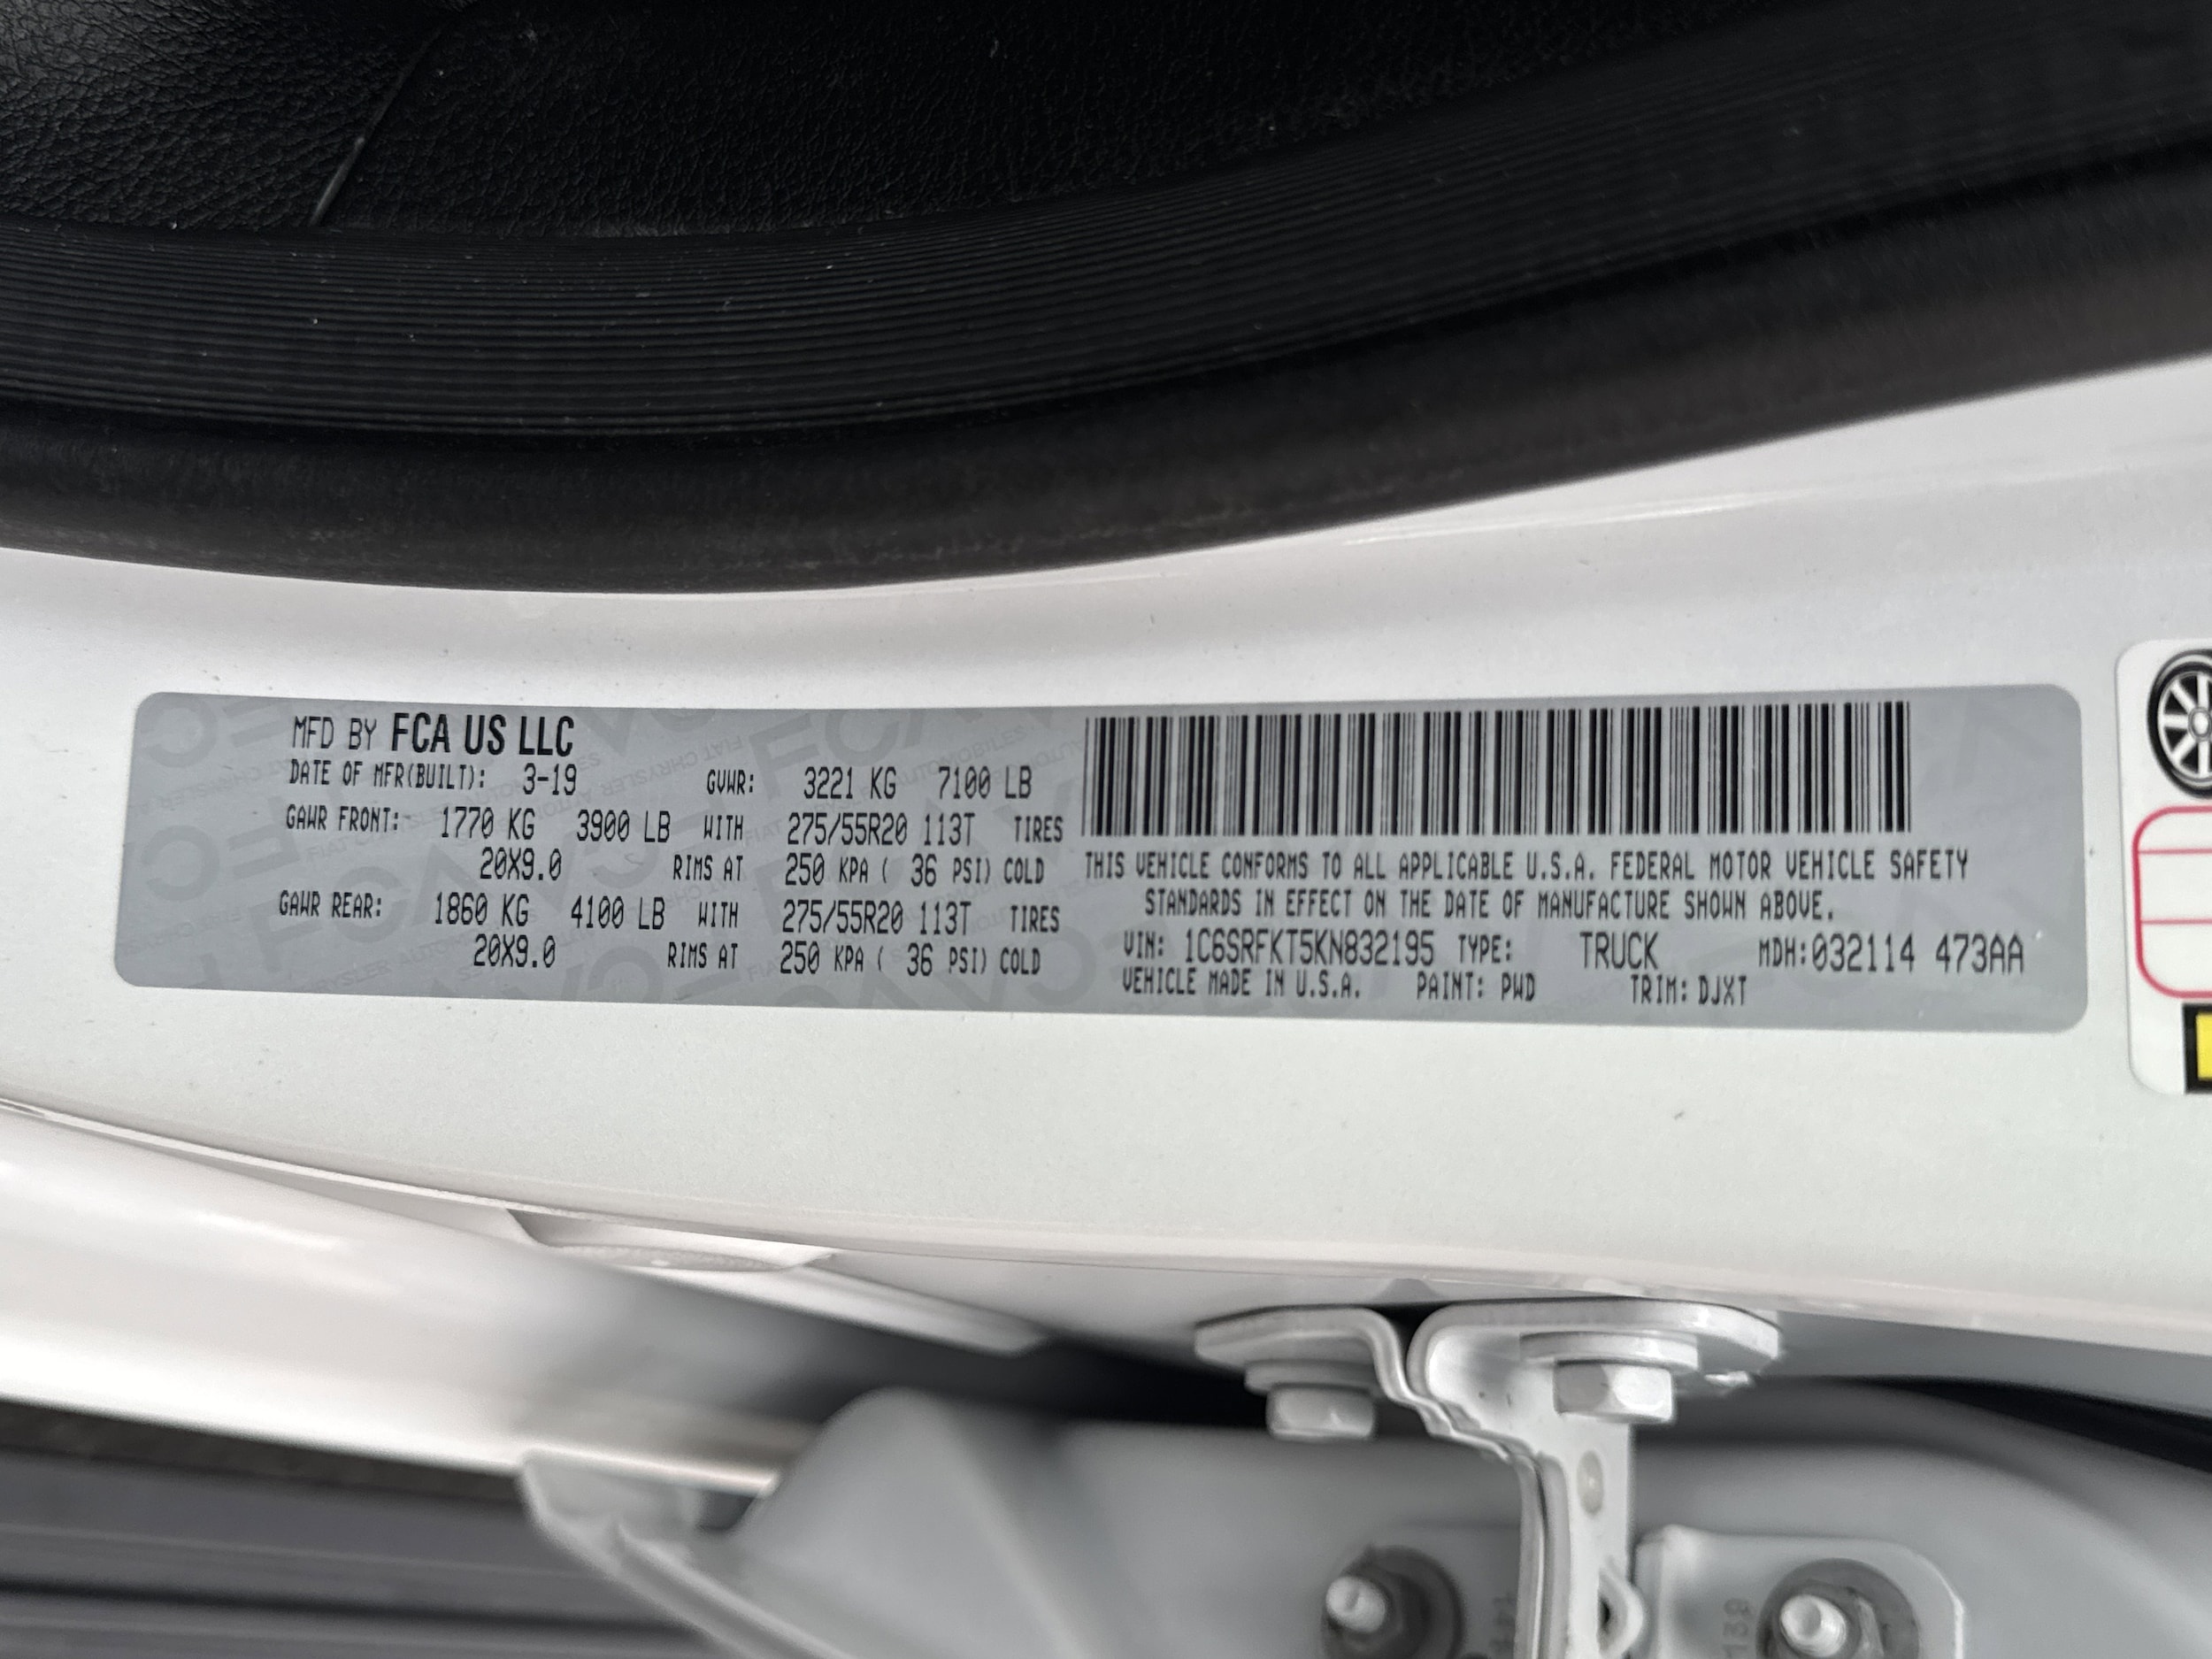 MFD BY FCA US LLC
DATE OF MFR(BUILT): 3-19 GVWR: 3221 KG 7100 LB
GAWR FRONT: 1770 KG 3900 LB WITH 275/55R20 113T TIRES
20X9.0 RIMS AT 250 KPA ( 36 PSI) COLD
GAWR REAR: 1860 KG 4100 LB WITH 275/55R20 113T TIRES
20X9.0 RIMS AT 250 KPA ( 36 PSI) COLD
THIS VEHICLE CONFORMS TO ALL APPLICABLE U.S.A. FEDERAL MOTOR VEHICLE SAFETY
STANDARDS IN EFFECT ON THE DATE OF MANUFACTURE SHOWN ABOVE.
VIN: 1C6SRFKT5KN832195 TYPE: TRUCK MDH:032114 473AA
VEHICLE MADE IN U.S.A. PAINT: PWD TRIM: DJXT